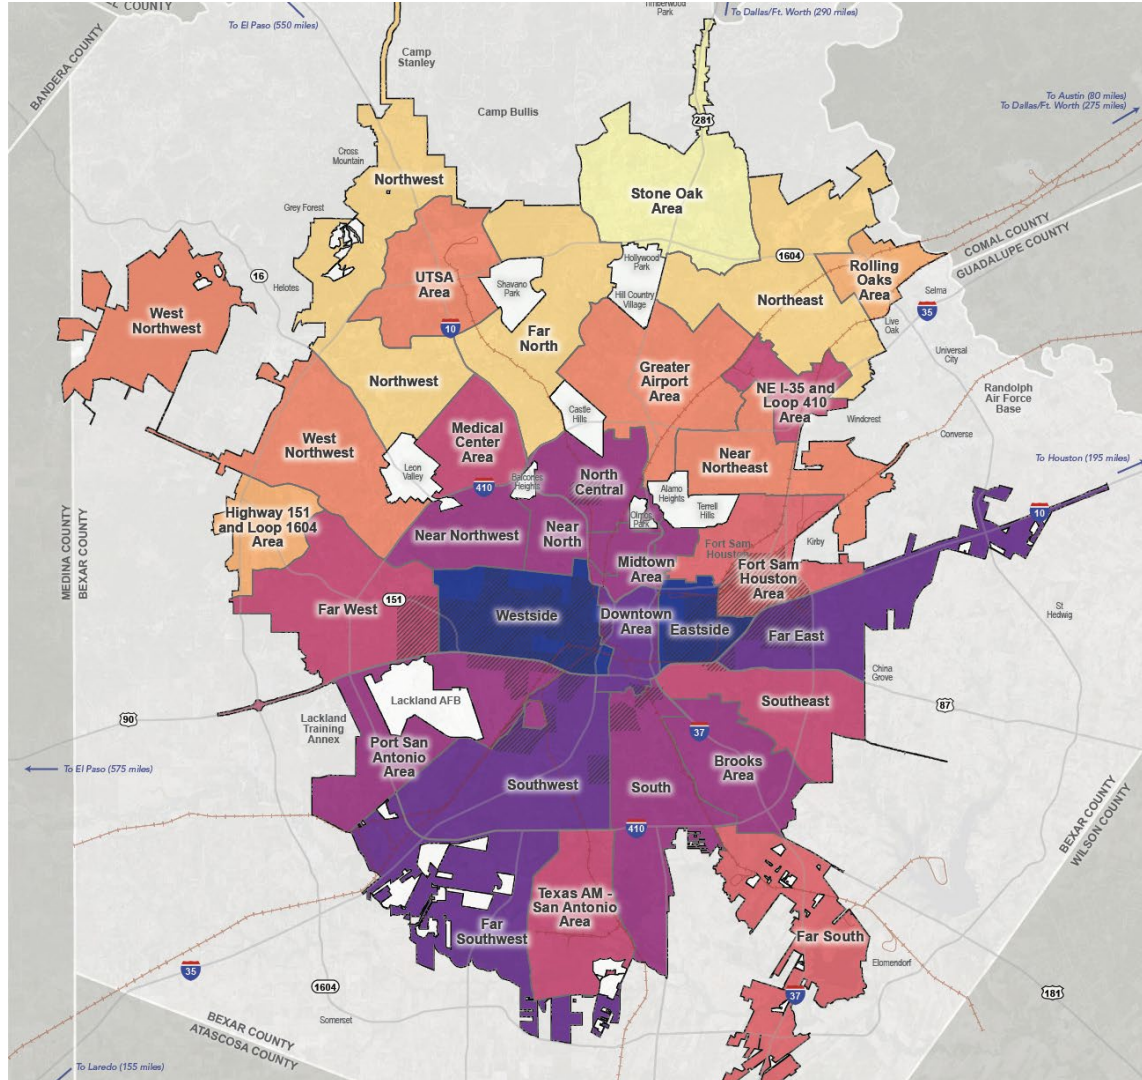 COUNTY
To El Paso (550 miles)
Timberwood
Park
To Dallas/Ft. Worth (290 miles)
BANDERA COUNTY
Camp
Stanley
Camp Bullis
To Austin (80 miles)
To Dallas/Ft. Worth (275 miles)
281
Cross
Mountain
Northwest
Stone Oak
Area
Grey Forest
COMAL COUNTY
GUADALUPE COUNTY
1604
Hollywood
Park
Rolling
Oaks
Area
16
Helotes
UTSA
Area
Shavano
Park
Hill Country
Village
Northeast
Selma
35
West
Northwest
10
Far
North
Live
Oak
Universal
City
Northwest
Greater
Airport
Area
NE I-35 and
Loop 410
Area
Randolph
Air Force
Base
Castle
Hills
Windcrest
Converse
Medical
Center
Area
West
Northwest
Near
Northeast
To Houston (195 miles)
Leon
Valley
Balcones
Heights
North
Central
Alamo
Heights
Terrell
Hills
410
Highway 151
and Loop 1604
Area
Olmos
Park
10
Near Northwest
Near
North
Fort Sam
Houston
Kirby
MEDINA COUNTY
BEXAR COUNTY
Midtown
Area
Fort Sam
Houston
Area
Far West
151
Westside
Downtown
Area
Eastside
Far East
St
Hedwig
China
Grove
Lackland AFB
Southeast
90
Lackland
Training
Annex
87
37
Port San
Antonio
Area
To El Paso (575 miles)
Brooks
Area
Southwest
South
410
BEXAR COUNTY
WILSON COUNTY
Texas AM -
San Antonio
Area
Far
Southwest
Far South
Elomendorf
35
1604
37
181
Somerset
BEXAR COUNTY
ATASCOSA COUNTY
To Laredo (155 miles)